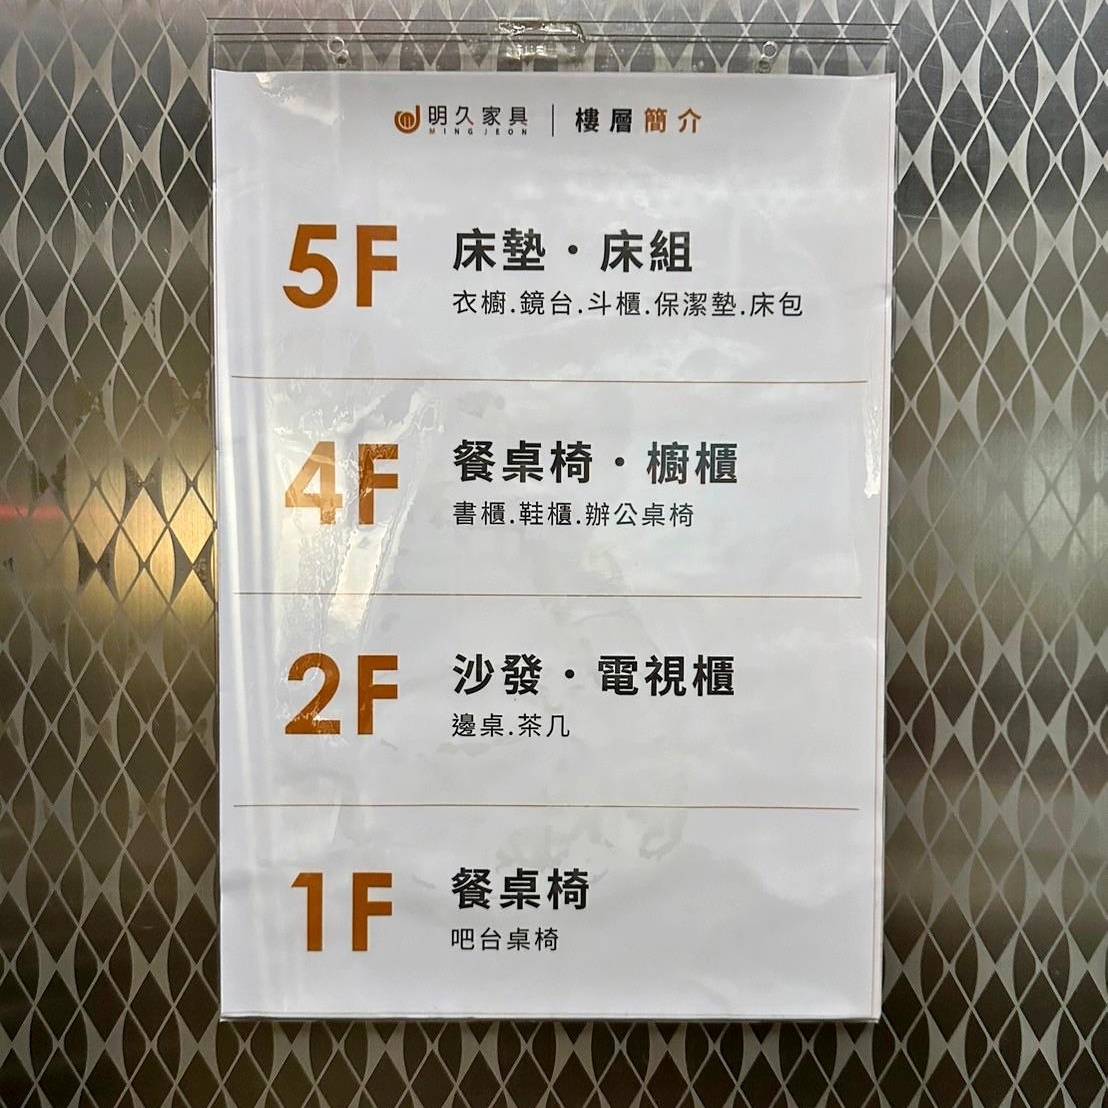 明久家具 | 樓層簡介
MINGJEON
5F
床墊・床組
衣櫥.鏡台.斗櫃.保潔墊.床包
4F
餐桌椅・櫥櫃
書櫃.鞋櫃.辦公桌椅
2F
沙發・電視櫃
邊桌.茶几
1F
餐桌椅
吧台桌椅